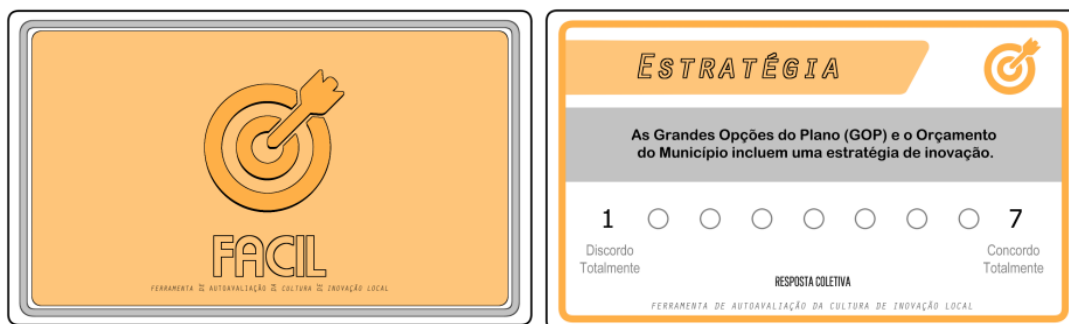 FACIL
FERRAMENTA DE AUTOAVALIAÇÃO DA CULTURA DE INOVAÇÃO LOCAL
ESTRATÉGIA
As Grandes Opções do Plano (GOP) e o Orçamento
do Município incluem uma estratégia de inovação.
1 7
Discordo Concordo
Totalmente Totalmente
RESPOSTA COLETIVA
FERRAMENTA DE AUTOAVALIAÇÃO DA CULTURA DE INOVAÇÃO LOCAL